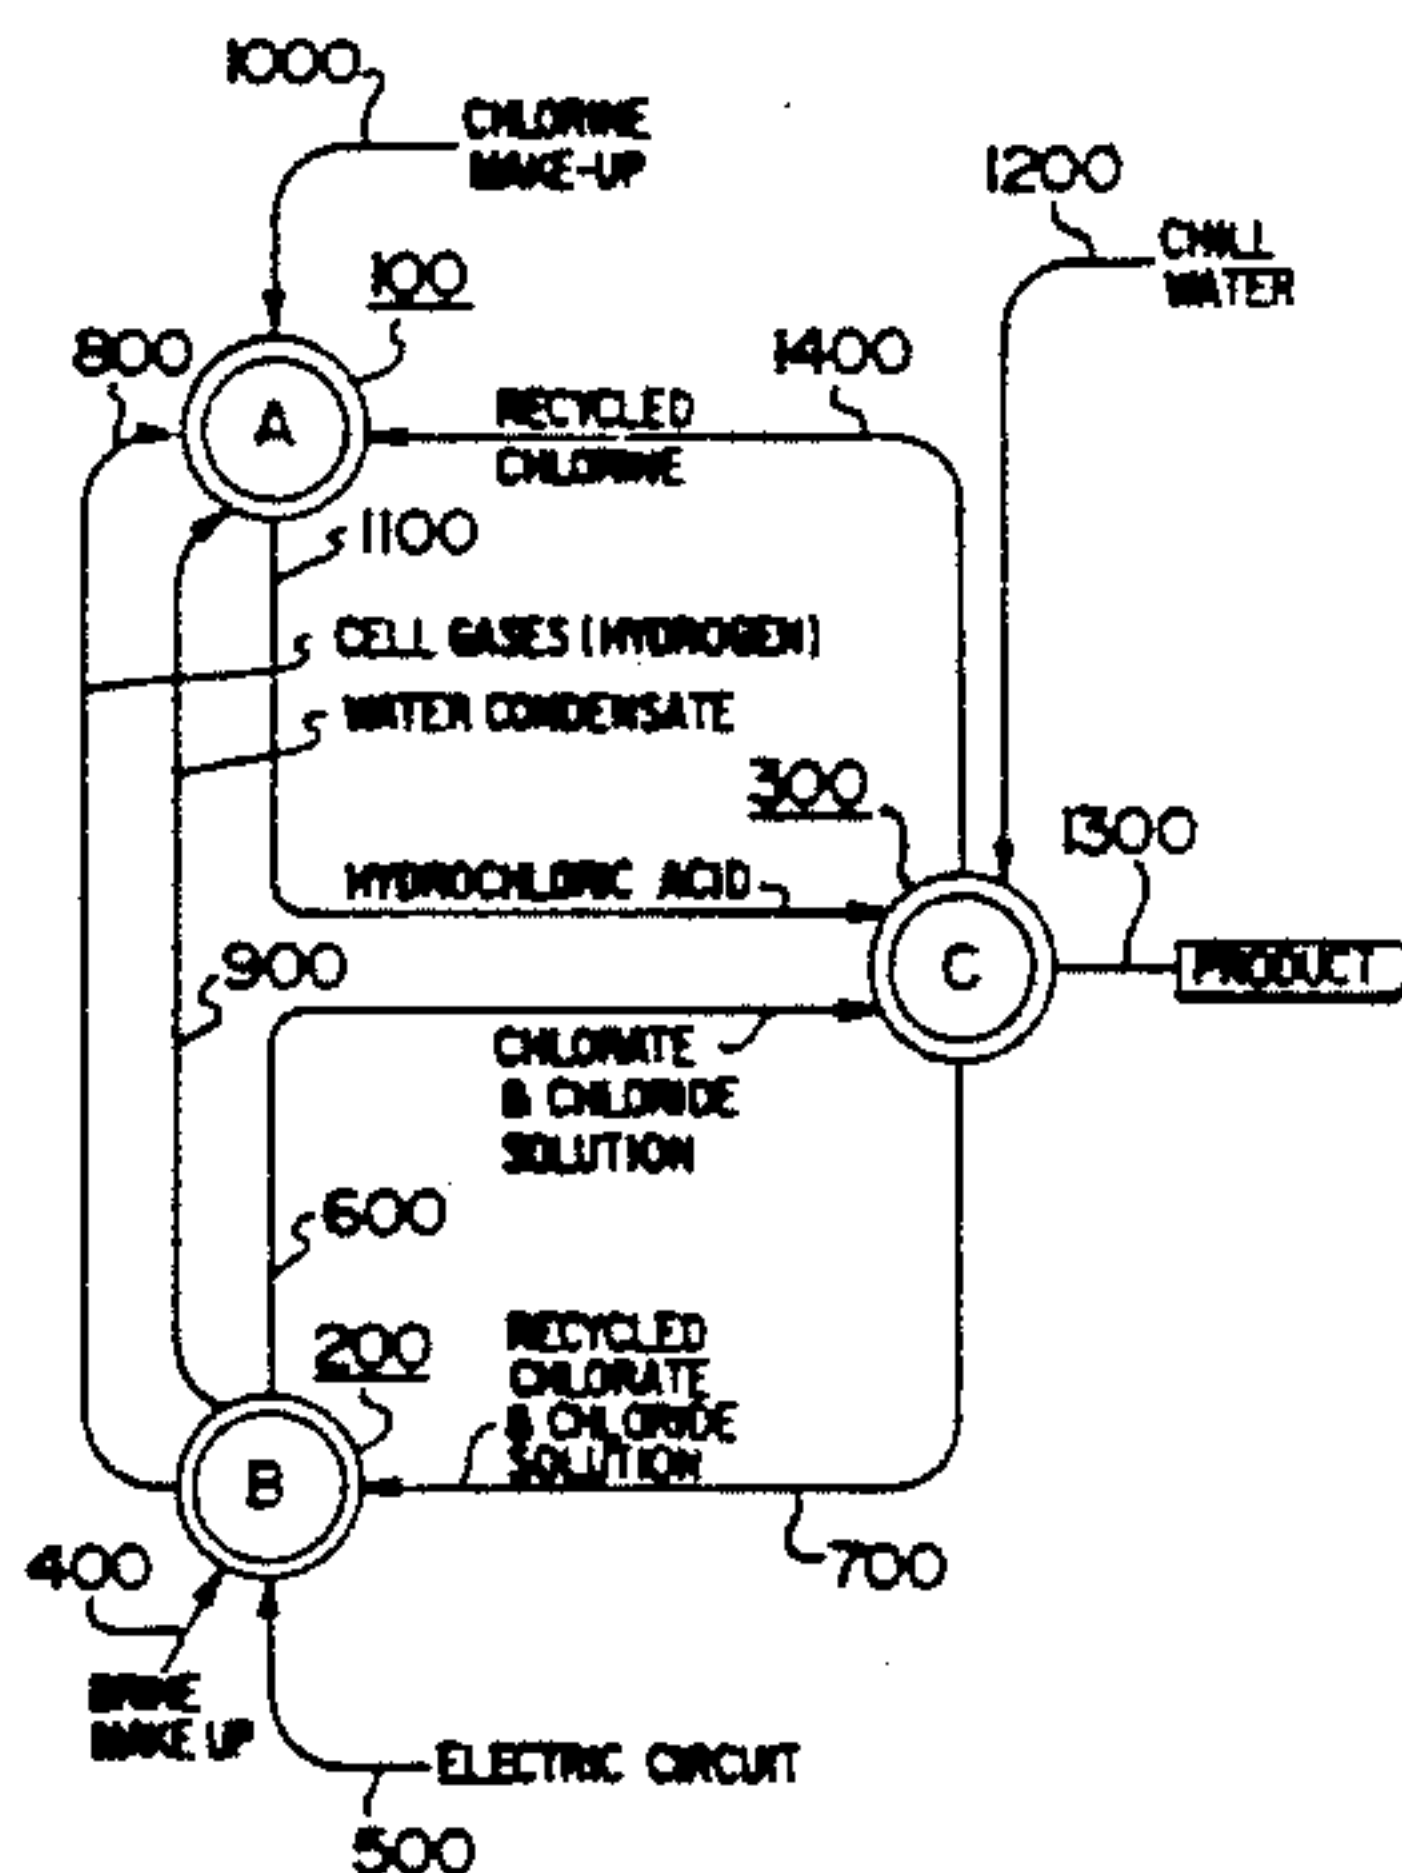 1000
CHLORINE
MAKE-UP
1200
CHILL
WATER
100
800
1400
A
RECYCLED
CHLORINE
1100
CELL GASES (HYDROGEN)
WATER CONDENSATE
300
1300
HYDROCHLORIC ACID
900
C
PRODUCT
CHLORATE
& CHLORIDE
SOLUTION
600
200
RECYCLED
CHLORATE
& CHLORIDE
SOLUTION
B
400
700
BRINE
MAKE UP
ELECTRIC CIRCUIT
500